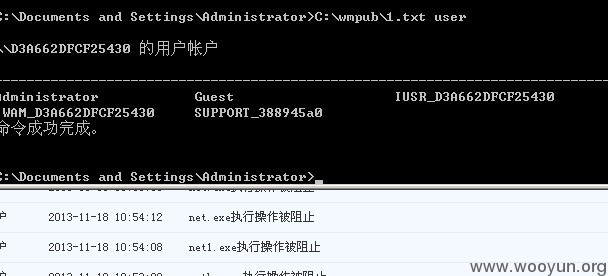 C:\Documents and Settings\Administrator>C:\wmpub\1.txt user
\\D3A662DFCF25430 的用户帐户
-------------------------------------------------------------------------------
Administrator Guest IUSR_D3A662DFCF25430
IWAM_D3A662DFCF25430 SUPPORT_388945a0
命令成功完成。
C:\Documents and Settings\Administrator>_
户 2013-11-18 10:54:12 net.exe执行操作被阻止
户 2013-11-18 10:54:08 net1.exe执行操作被阻止
www.wooyun.org